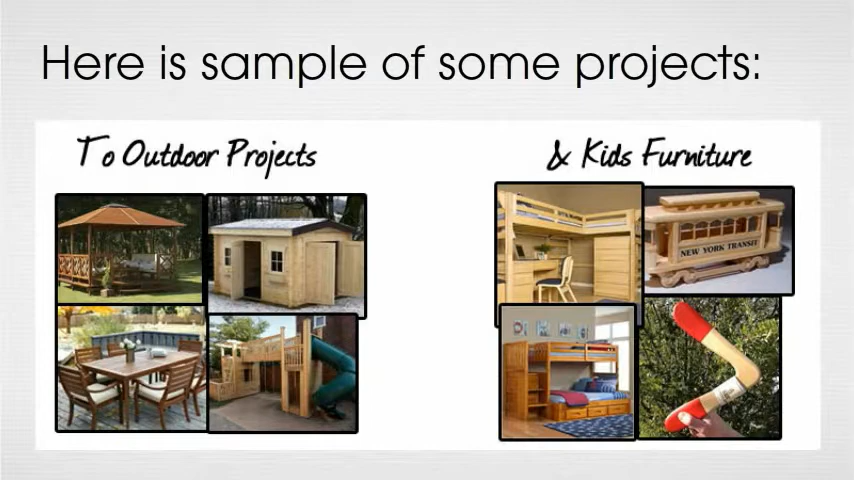 Here is sample of some projects:
To Outdoor Projects
& Kids Furniture
NEW YORK TRANSIT